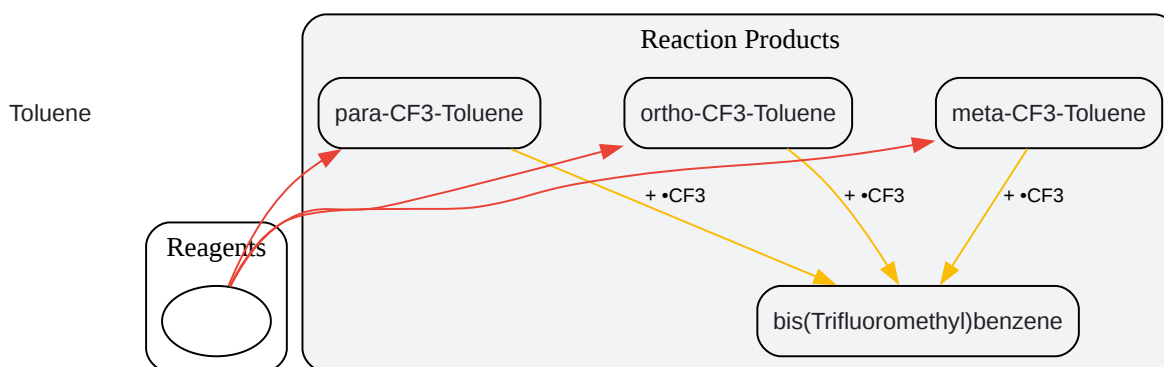 Reaction Products
Toluene
para-CF3-Toluene
ortho-CF3-Toluene
meta-CF3-Toluene
+ •CF3
+ •CF3
+ •CF3
Reagents
bis(Trifluoromethyl)benzene